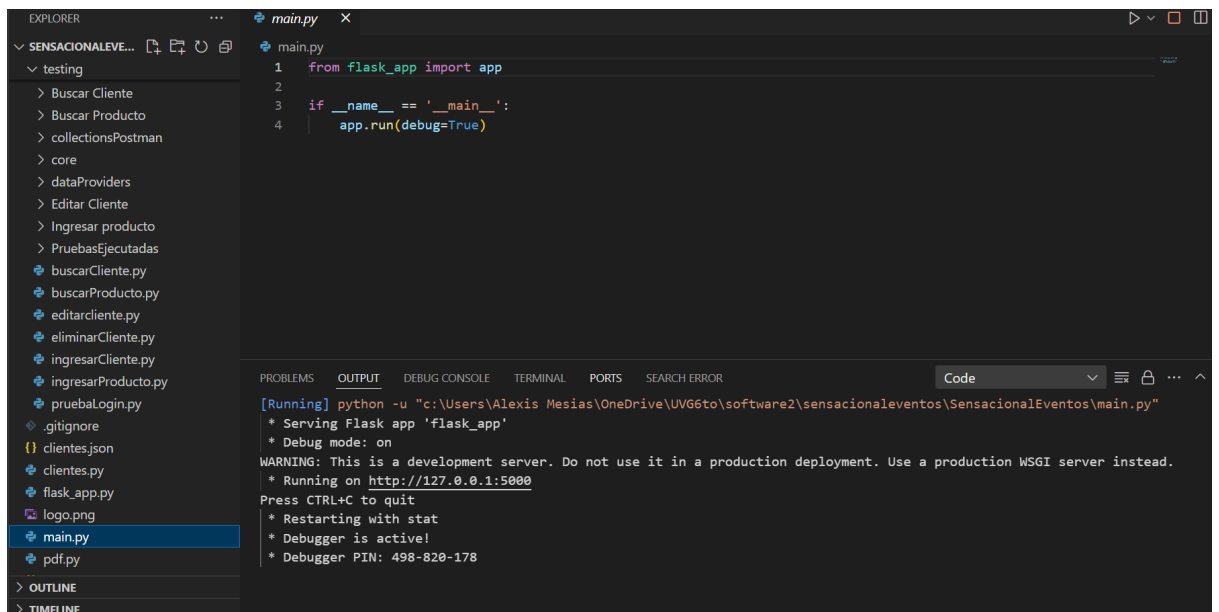 EXPLORER
SENSACIONALEVE...
testing
Buscar Cliente
Buscar Producto
collectionsPostman
core
dataProviders
Editar Cliente
Ingresar producto
PruebasEjecutadas
buscarCliente.py
buscarProducto.py
editarcliente.py
eliminarCliente.py
ingresarCliente.py
ingresarProducto.py
pruebaLogin.py
.gitignore
clientes.json
clientes.py
flask_app.py
logo.png
main.py
pdf.py
OUTLINE
TIMELINE
main.py
main.py
1 from flask_app import app
2
3 if __name__ == '__main__':
4 app.run(debug=True)
PROBLEMS OUTPUT DEBUG CONSOLE TERMINAL PORTS SEARCH ERROR Code
[Running] python -u "c:\Users\Alexis Mesias\OneDrive\UVG6to\software2\sensacionaleventos\SensacionalEventos\main.py"
* Serving Flask app 'flask_app'
* Debug mode: on
WARNING: This is a development server. Do not use it in a production deployment. Use a production WSGI server instead.
* Running on http://127.0.0.1:5000
Press CTRL+C to quit
* Restarting with stat
* Debugger is active!
* Debugger PIN: 498-820-178